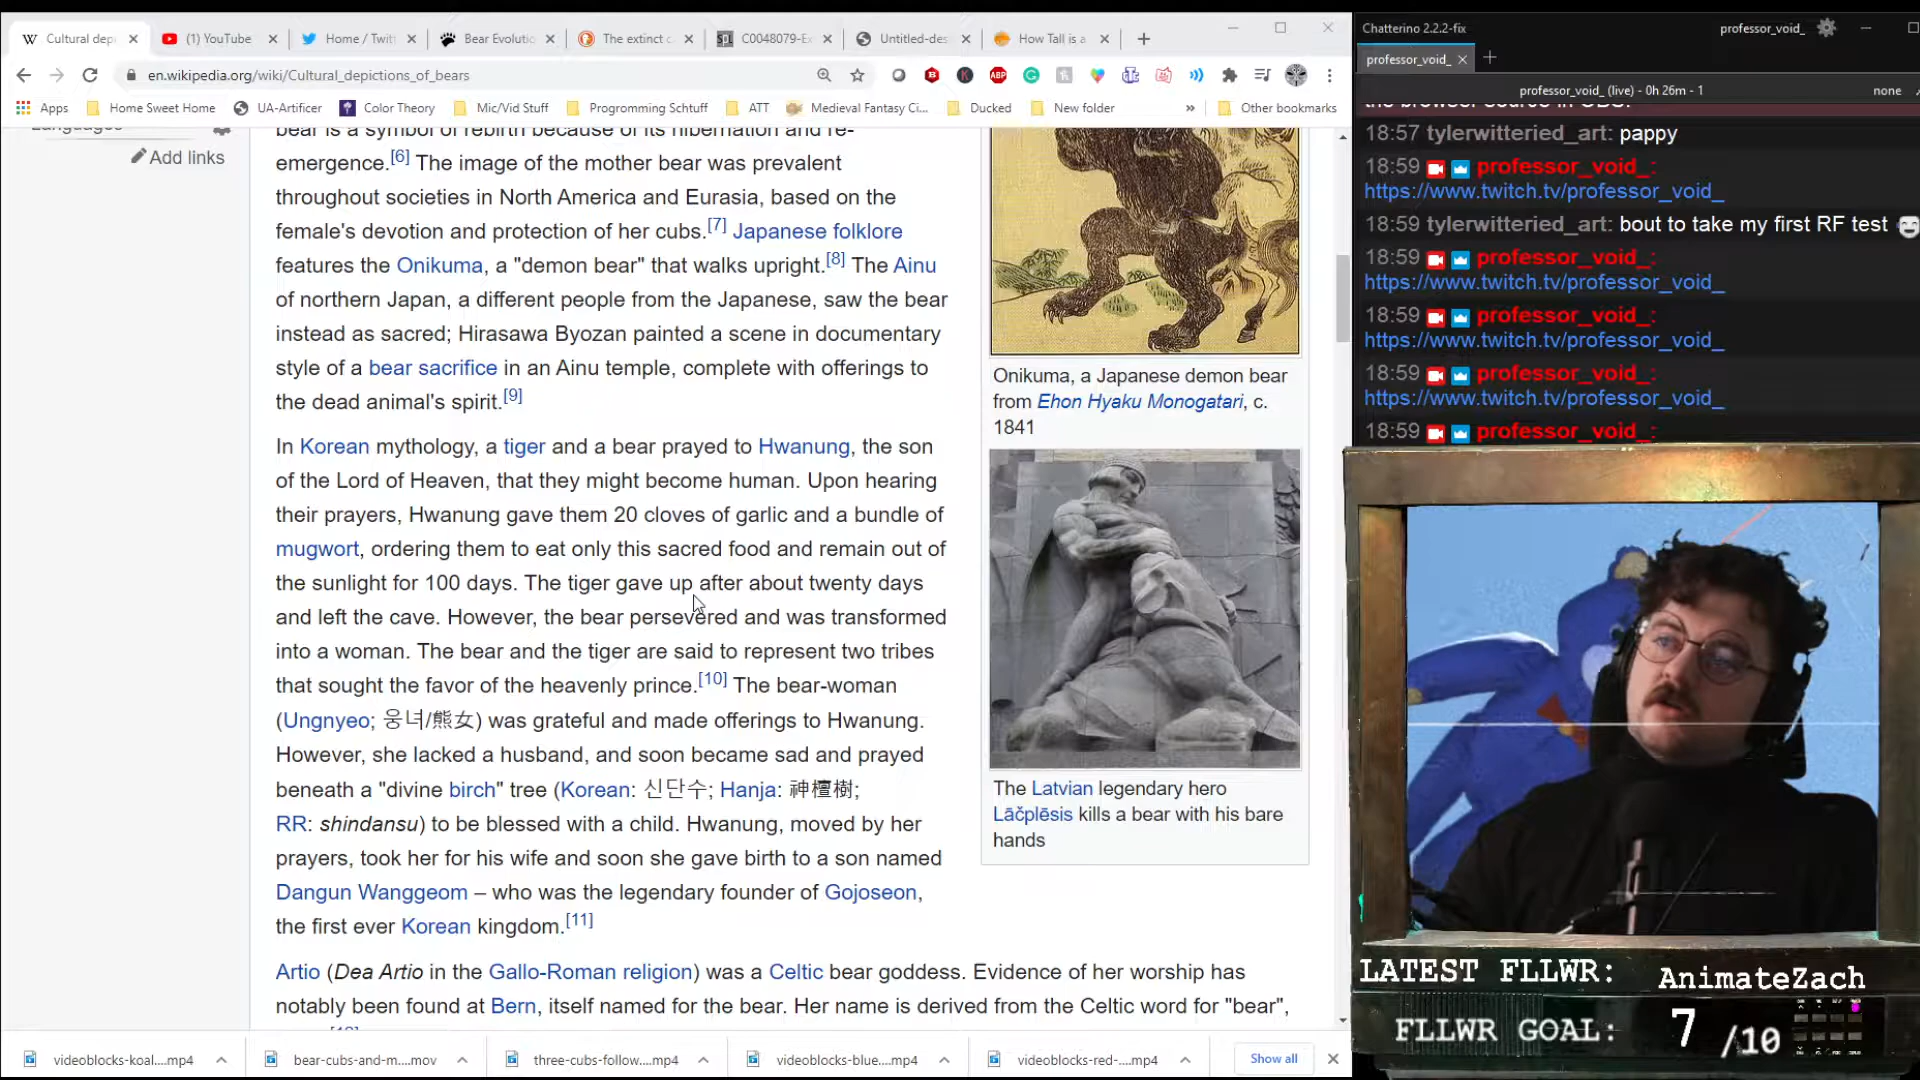 Cultural dep
(1) YouTube
Home / Twitt
Bear Evolutio
The extinct c
C0048079-Ex
Untitled-des
How Tall is a
en.wikipedia.org/wiki/Cultural_depictions_of_bears
Apps
Home Sweet Home
UA-Artificer
Color Theory
Mic/Vid Stuff
Programming Schtuff
ATT
Medieval Fantasy Ci...
Ducked
New folder
»
Other bookmarks
Languages
Add links
bear is a symbol of rebirth because of its hibernation and re-
emergence.[6] The image of the mother bear was prevalent
throughout societies in North America and Eurasia, based on the
female's devotion and protection of her cubs.[7] Japanese folklore
features the Onikuma, a "demon bear" that walks upright.[8] The Ainu
of northern Japan, a different people from the Japanese, saw the bear
instead as sacred; Hirasawa Byozan painted a scene in documentary
style of a bear sacrifice in an Ainu temple, complete with offerings to
the dead animal's spirit.[9]
In Korean mythology, a tiger and a bear prayed to Hwanung, the son
of the Lord of Heaven, that they might become human. Upon hearing
their prayers, Hwanung gave them 20 cloves of garlic and a bundle of
mugwort, ordering them to eat only this sacred food and remain out of
the sunlight for 100 days. The tiger gave up after about twenty days
and left the cave. However, the bear persevered and was transformed
into a woman. The bear and the tiger are said to represent two tribes
that sought the favor of the heavenly prince.[10] The bear-woman
(Ungnyeo; 웅녀/熊女) was grateful and made offerings to Hwanung.
However, she lacked a husband, and soon became sad and prayed
beneath a "divine birch" tree (Korean: 신단수; Hanja: 神檀樹;
RR: shindansu) to be blessed with a child. Hwanung, moved by her
prayers, took her for his wife and soon she gave birth to a son named
Dangun Wanggeom – who was the legendary founder of Gojoseon,
the first ever Korean kingdom.[11]
Artio (Dea Artio in the Gallo-Roman religion) was a Celtic bear goddess. Evidence of her worship has
notably been found at Bern, itself named for the bear. Her name is derived from the Celtic word for "bear",
Onikuma, a Japanese demon bear
from Ehon Hyaku Monogatari, c.
1841
The Latvian legendary hero
Lāčplēsis kills a bear with his bare
hands
videoblocks-koal....mp4
bear-cubs-and-m....mov
three-cubs-follow....mp4
videoblocks-blue....mp4
videoblocks-red-....mp4
Show all
Chatterino 2.2.2-fix
professor_void_
professor_void_
professor_void_ (live) - 0h 26m - 1
none
the browser source in OBS.
18:57 tylerwitteried_art: pappy
18:59 professor_void_:
https://www.twitch.tv/professor_void_
18:59 tylerwitteried_art: bout to take my first RF test
18:59 professor_void_:
https://www.twitch.tv/professor_void_
18:59 professor_void_:
https://www.twitch.tv/professor_void_
18:59 professor_void_:
https://www.twitch.tv/professor_void_
18:59 professor_void_:
LATEST FLLWR: AnimateZach
FLLWR GOAL: 7 /10